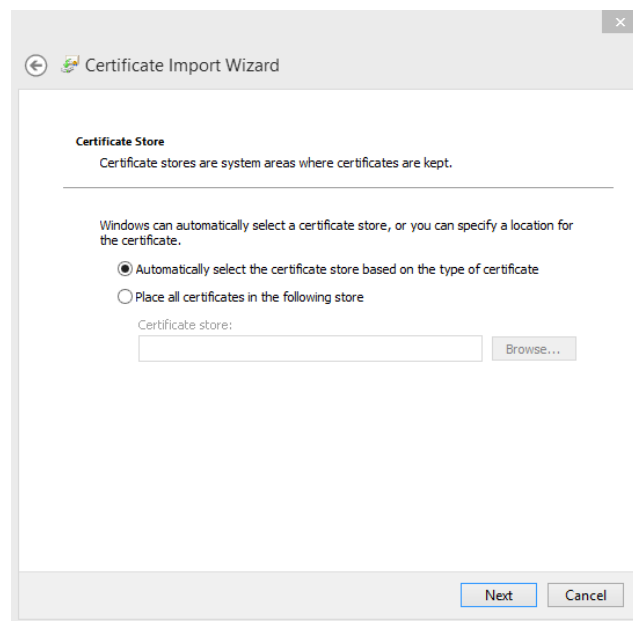 Certificate Import Wizard
Certificate Store
Certificate stores are system areas where certificates are kept.
Windows can automatically select a certificate store, or you can specify a location for
the certificate.
Automatically select the certificate store based on the type of certificate
Place all certificates in the following store
Certificate store:
Browse...
Next Cancel